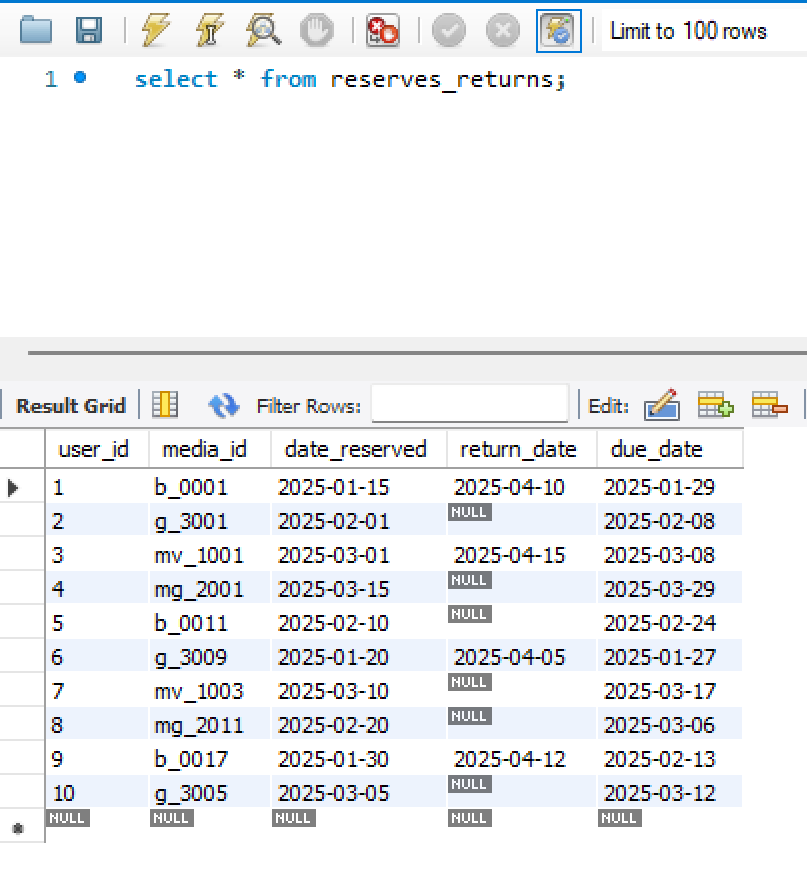 Limit to 100 rows
1 select * from reserves_returns;
Result Grid Filter Rows: Edit:
user_id media_id date_reserved return_date due_date
1 b_0001 2025-01-15 2025-04-10 2025-01-29
2 g_3001 2025-02-01 NULL 2025-02-08
3 mv_1001 2025-03-01 2025-04-15 2025-03-08
4 mg_2001 2025-03-15 NULL 2025-03-29
5 b_0011 2025-02-10 NULL 2025-02-24
6 g_3009 2025-01-20 2025-04-05 2025-01-27
7 mv_1003 2025-03-10 NULL 2025-03-17
8 mg_2011 2025-02-20 NULL 2025-03-06
9 b_0017 2025-01-30 2025-04-12 2025-02-13
10 g_3005 2025-03-05 NULL 2025-03-12
NULL NULL NULL NULL NULL